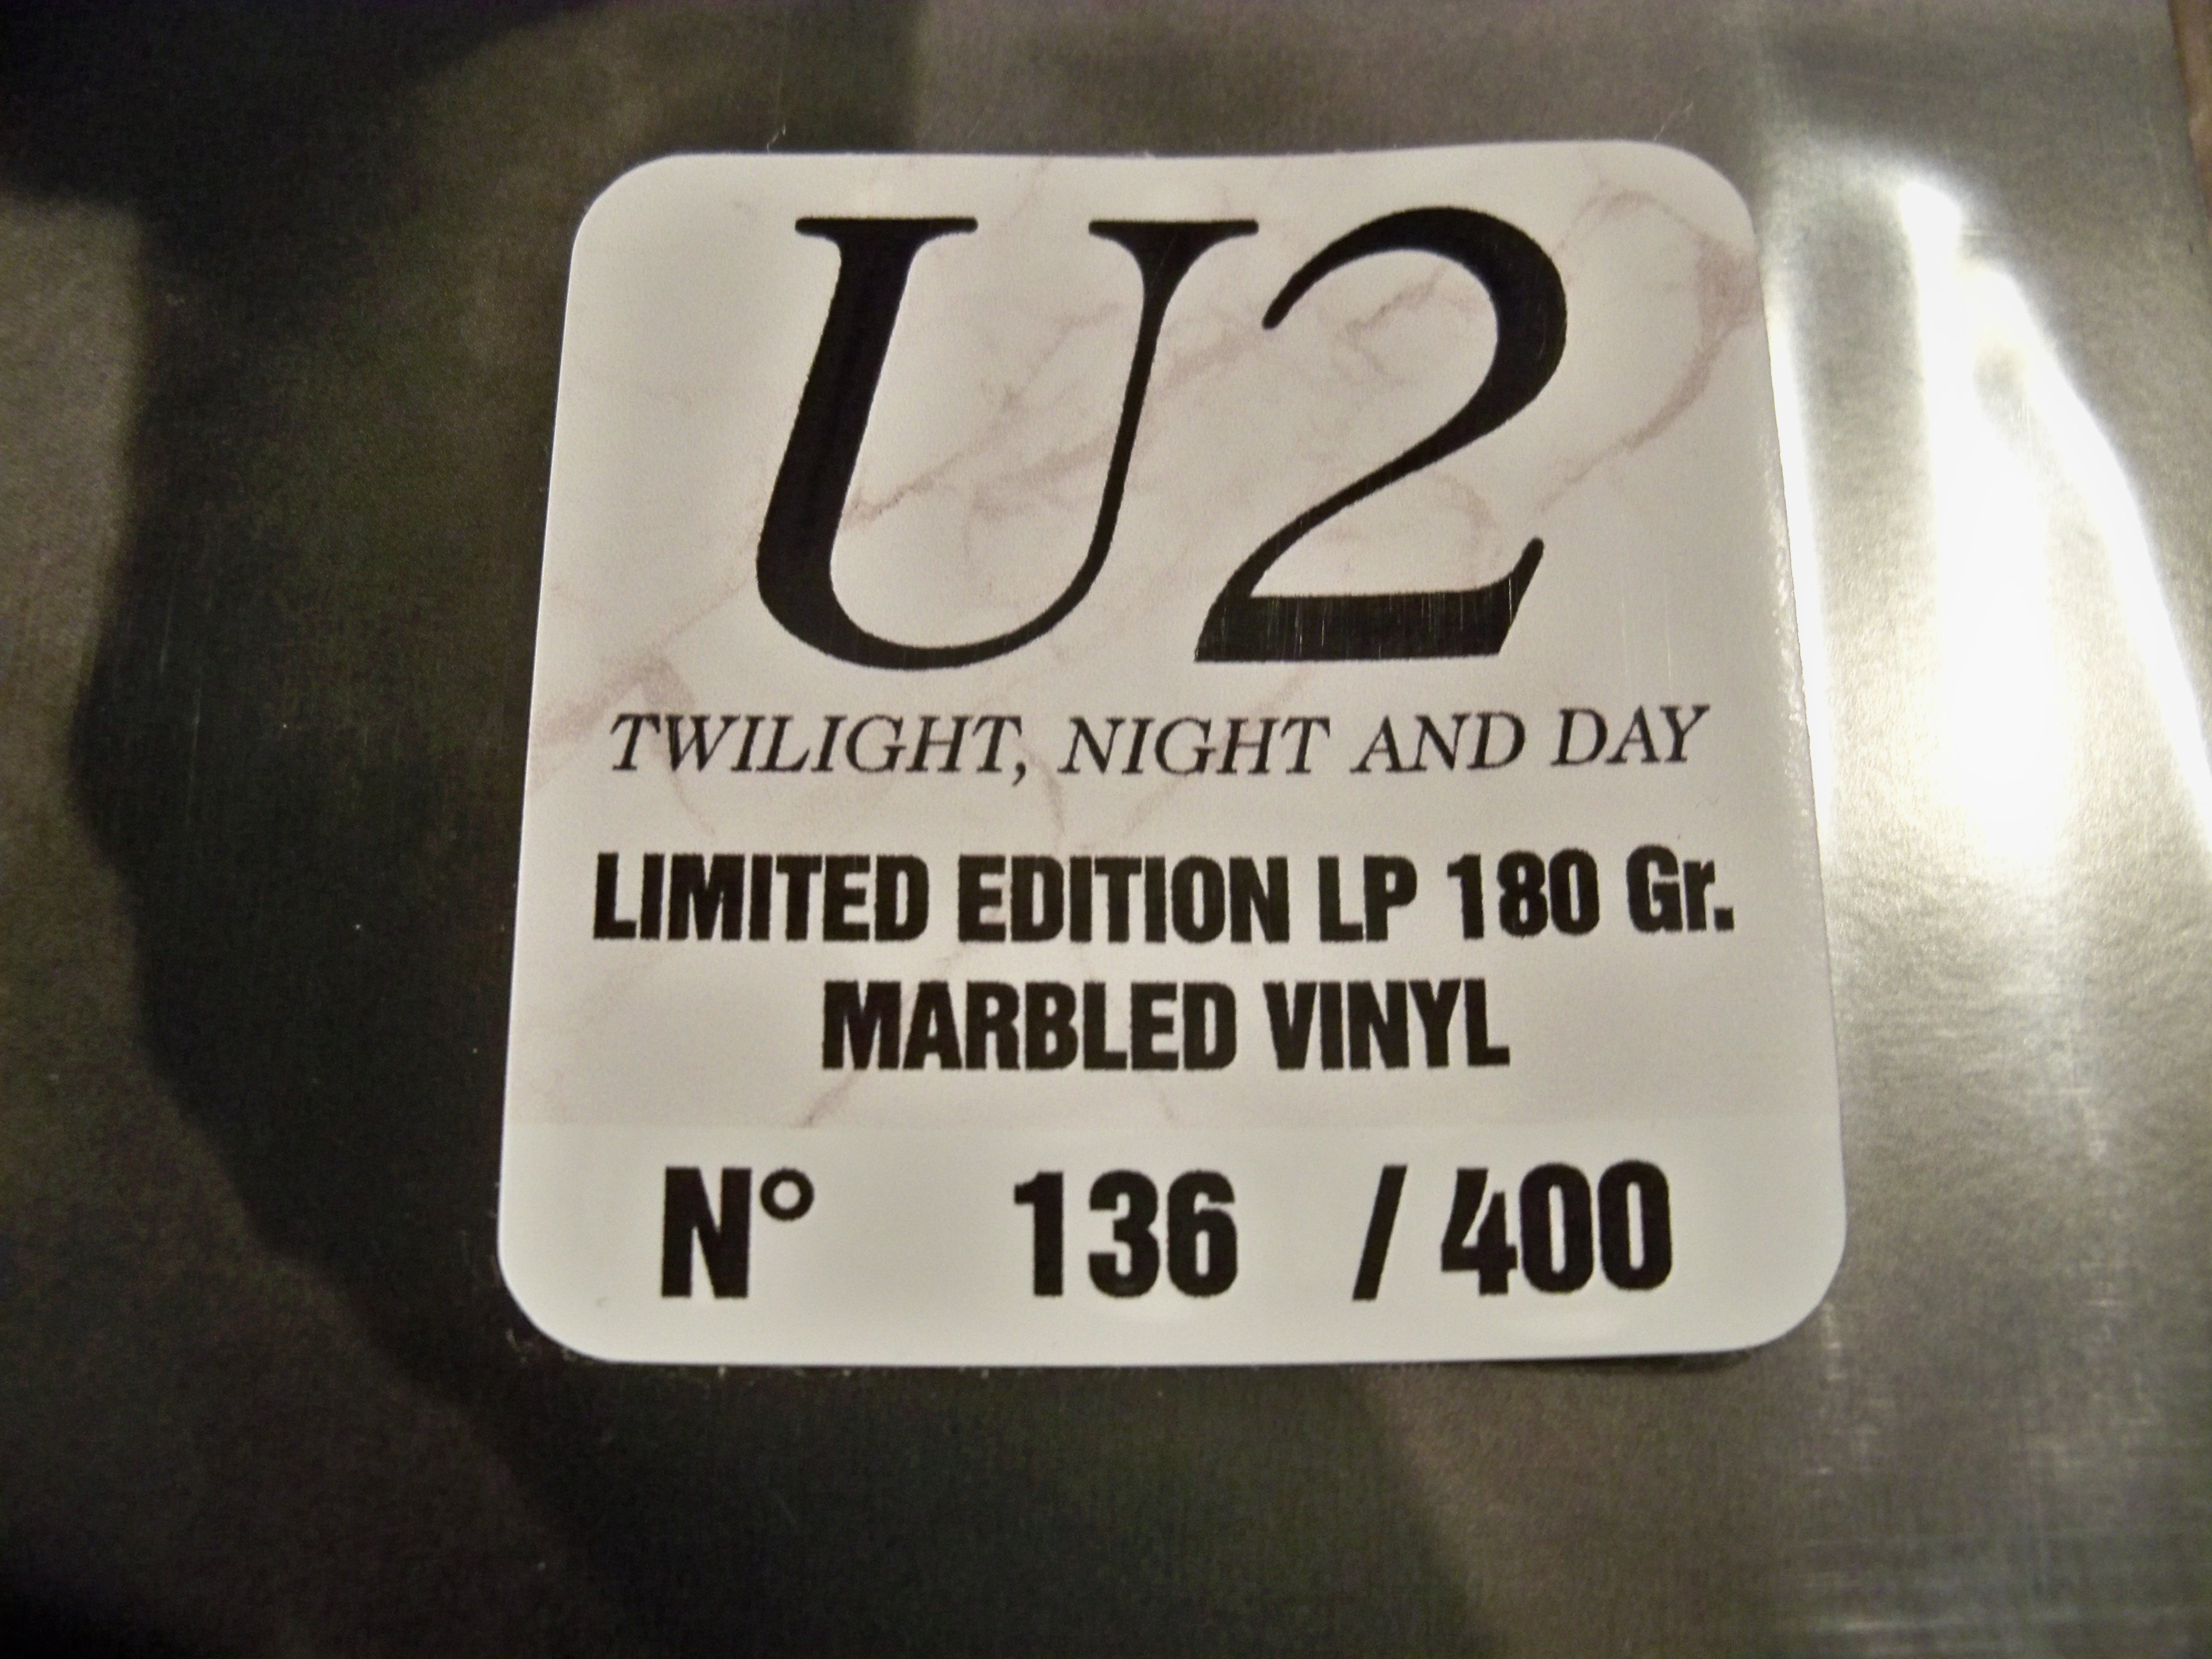 U2
TWILIGHT, NIGHT AND DAY
LIMITED EDITION LP 180 Gr.
MARBLED VINYL
N° 136 / 400